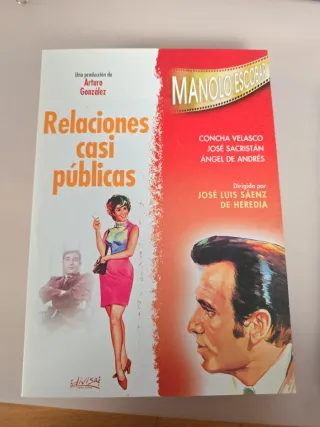 Una producción de
Arturo
González
MANOLO ESCOBAR
Relaciones
casi
públicas
CONCHA VELASCO
JOSÉ SACRISTÁN
ÁNGEL DE ANDRÉS
Dirigida por
JOSÉ LUIS SÁENZ
DE HEREDIA
divisa